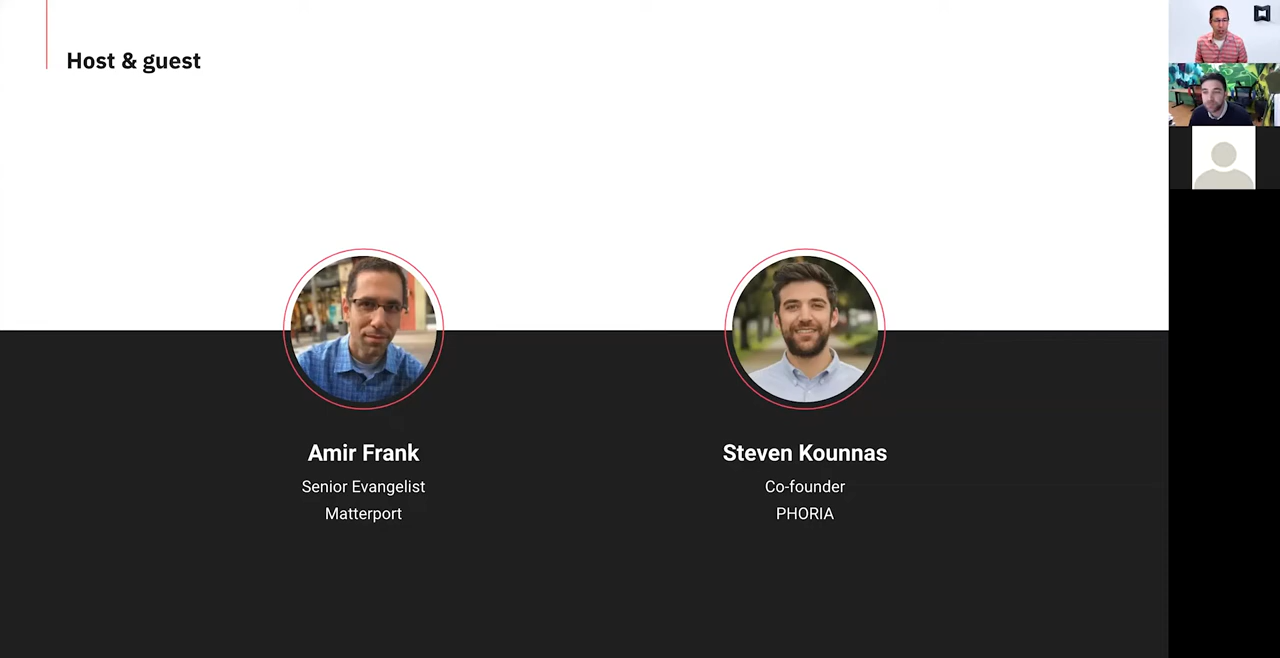 Host & guest
Amir Frank
Senior Evangelist
Matterport
Steven Kounnas
Co-founder
PHORIA